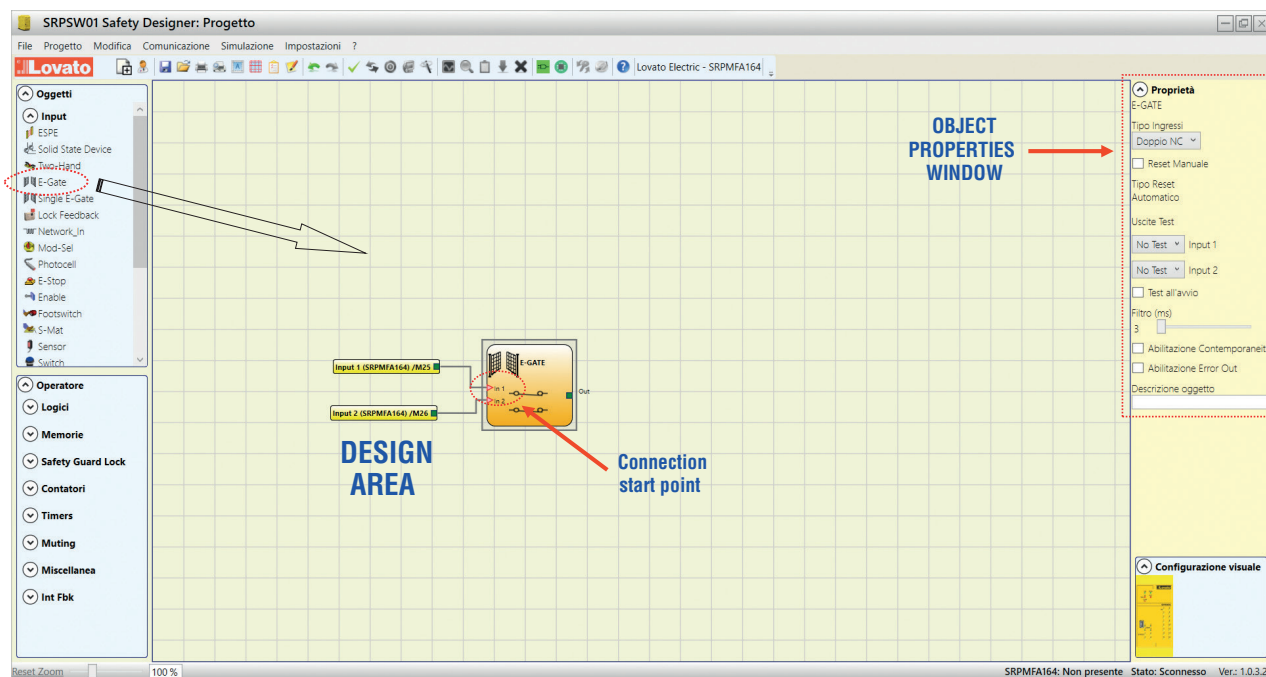 SRPSW01 Safety Designer: Progetto
File Progetto Modifica Comunicazione Simulazione Impostazioni ?
Lovato
Lovato Electric - SRPMFA164
Oggetti
Input
ESPE
Solid State Device
Two-Hand
E-Gate
Single E-Gate
Lock Feedback
Network_In
Mod-Sel
Photocell
E-Stop
Enable
Footswitch
S-Mat
Sensor
Switch
Operatore
Logici
Memorie
Safety Guard Lock
Contatori
Timers
Muting
Miscellanea
Int Fbk
Input 1 (SRPMFA164) /M25
Input 2 (SRPMFA164) /M26
E-GATE
In 1
In 2
Out
DESIGN
AREA
Connection
start point
OBJECT
PROPERTIES
WINDOW
Proprietà
E-GATE
Tipo Ingressi
Doppio NC
Reset Manuale
Tipo Reset
Automatico
Uscite Test
No Test Input 1
No Test Input 2
Test all'avvio
Filtro (ms)
3
Abilitazione Contemporaneit
Abilitazione Error Out
Descrizione oggetto
Configurazione visuale
Reset Zoom 100 % SRPMFA164: Non presente Stato: Sconnesso Ver.: 1.0.3.2